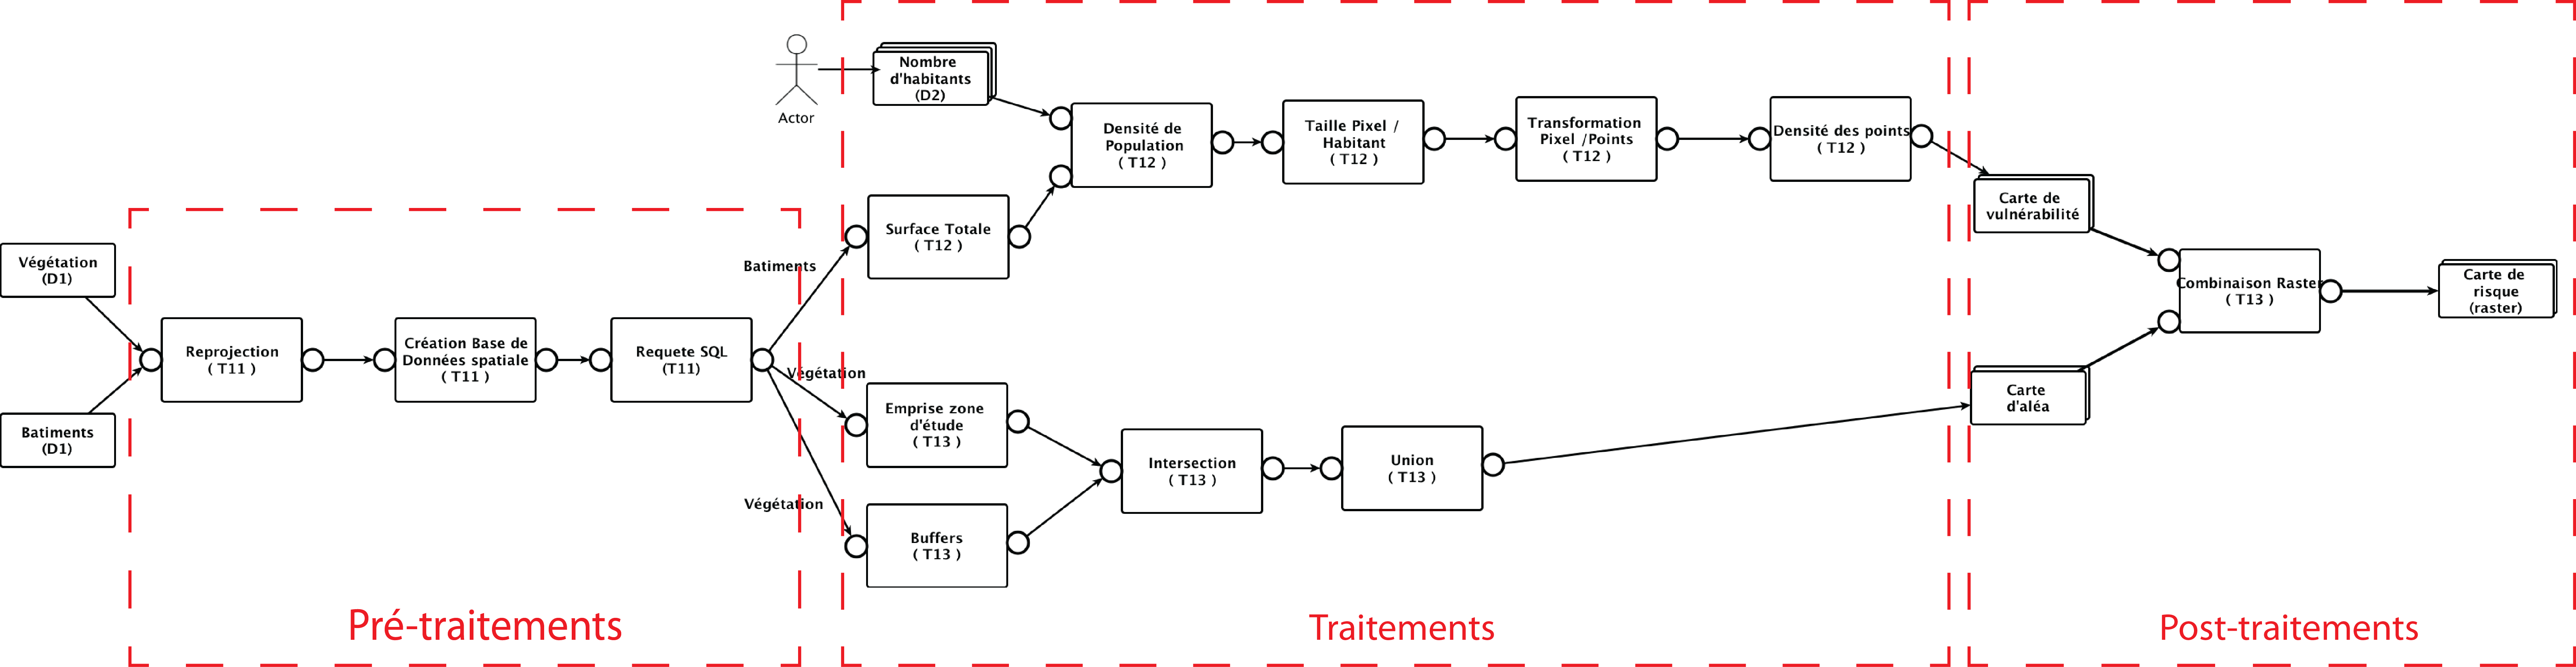 Végétation
(D1)
Batiments
(D1)
Reprojection
( T11 )
Création Base de
Données spatiale
( T11 )
Requete SQL
(T11)
Pré-traitements
Actor
Nombre
d'habitants
(D2)
Batiments
Végétation
Végétation
Surface Totale
( T12 )
Densité de
Population
( T12 )
Taille Pixel /
Habitant
( T12 )
Transformation
Pixel /Points
( T12 )
Densité des points
( T12 )
Emprise zone
d'étude
( T13 )
Buffers
( T13 )
Intersection
( T13 )
Union
( T13 )
Traitements
Carte de
vulnérabilité
Carte
d'aléa
Combinaison Raster
( T13 )
Carte de
risque
(raster)
Post-traitements